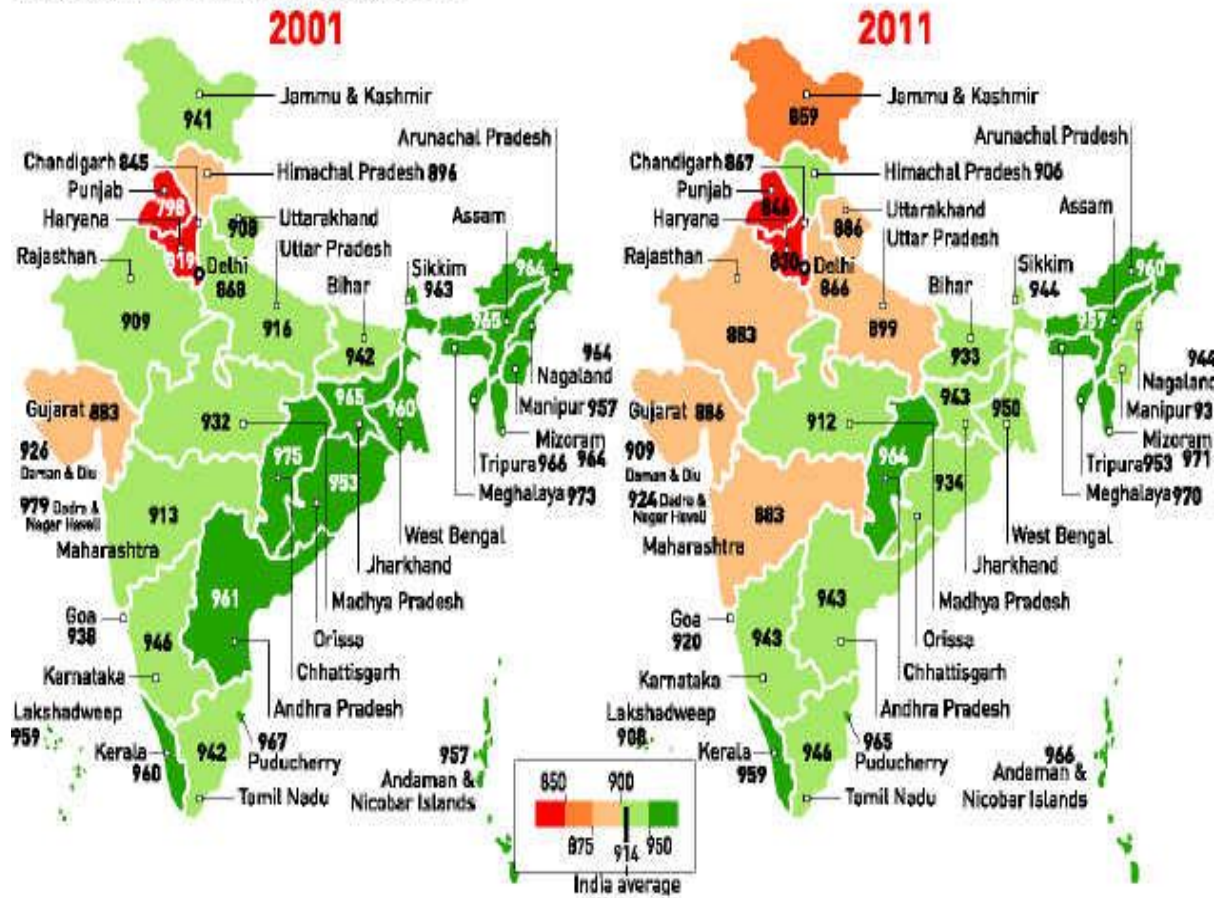 2001
Jammu & Kashmir
941
Arunachal Pradesh
Chandigarh 845
Himachal Pradesh 896
Punjab
798
Haryana
819
Uttarakhand
908
Assam
Rajasthan
Uttar Pradesh
Delhi
868
Bihar
Sikkim
963
964
909
916
965
942
964
Nagaland
Gujarat 883
932
965
960
Manipur 957
926
Daman & Diu
975
Mizoram
964
Tripura 966
953
Meghalaya 973
979 Dadra &
Nagar Haveli
913
Maharashtra
West Bengal
Jharkhand
961
Madhya Pradesh
Goa
938
946
Orissa
Karnataka
Chhattisgarh
Andhra Pradesh
Lakshadweep
959
Kerala
960
942
967
Puducherry
957
Andaman &
Nicobar Islands
Tamil Nadu
2011
Jammu & Kashmir
859
Arunachal Pradesh
Chandigarh 867
Himachal Pradesh 906
Punjab
846
Haryana
830
Uttarakhand
886
Assam
Uttar Pradesh
Rajasthan
Delhi
866
Bihar
Sikkim
944
960
957
883
899
933
944
Nagaland
943
950
Gujarat 886
912
Manipur 93
Mizoram
971
909
Daman & Diu
964
Tripura 953
934
Meghalaya 970
924 Dadra &
Nagar Haveli
883
Maharashtra
West Bengal
Jharkhand
943
Madhya Pradesh
Goa
920
943
Orissa
Karnataka
Chhattisgarh
Andhra Pradesh
Lakshadweep
908
Kerala
959
946
965
Puducherry
966
Andaman &
Nicobar Islands
Tamil Nadu
850 900
875 914 950
India average